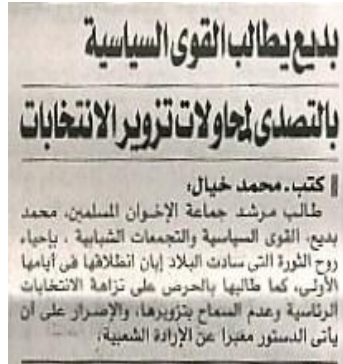 بديع يطالب القوى السياسية
بالتصدى لمحاولات تزوير الانتخابات
كتب. محمد خيال:
طالب مرشد جماعة الإخوان المسلمين، محمد
بديع، القوى السياسية والتجمعات الشبابية ، بإحياء
روح الثورة التى سادت البلاد إبان انطلاقها فى أيامها
الأولى، كما طالبها بالحرص على نزاهة الانتخابات
الرئاسية وعدم السماح بتزويرها، والإصرار على أن
يأتى الدستور معبرا عن الإرادة الشعبية،